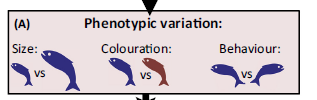 (A) Phenotypic variation:
Size: Colouration: Behaviour:
vs vs vs